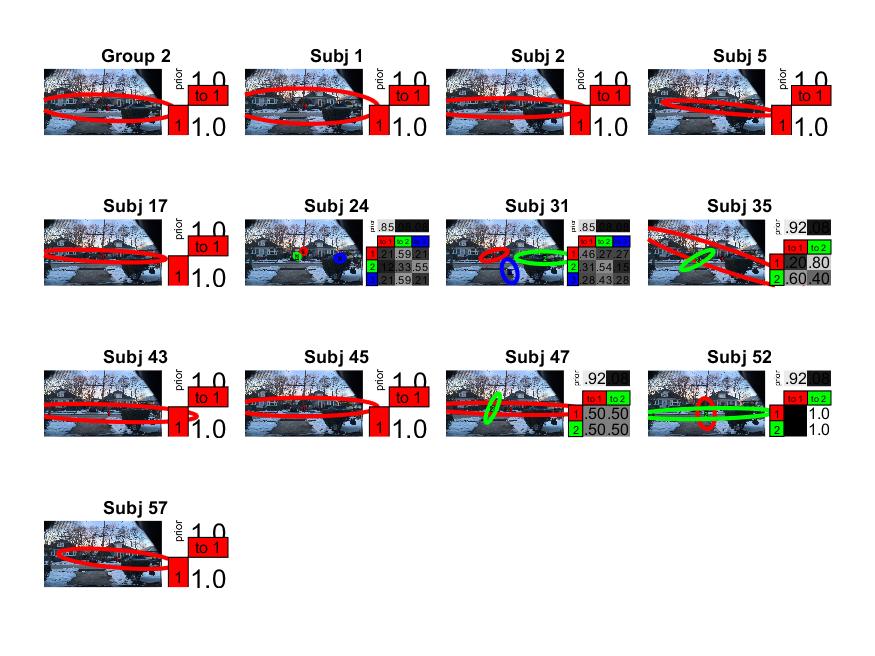 Group 2
prior 1.0
to 1
1 1.0
Subj 1
prior 1.0
to 1
1 1.0
Subj 2
prior 1.0
to 1
1 1.0
Subj 5
prior 1.0
to 1
1 1.0
Subj 17
prior 1.0
to 1
1 1.0
Subj 24
prior .85 .08 .08
to 1 to 2
1 .21 .59 .21
2 .12 .33 .55
3 .21 .59 .21
Subj 31
prior .85 .08 .08
to 1 to 2
1 .46 .27 .27
2 .31 .54 .15
3 .28 .43 .28
Subj 35
prior .92 .08
to 1 to 2
1 .20 .80
2 .60 .40
Subj 43
prior 1.0
to 1
1 1.0
Subj 45
prior 1.0
to 1
1 1.0
Subj 47
prior .92 .08
to 1 to 2
1 .50 .50
2 .50 .50
Subj 52
prior .92 .08
to 1 to 2
1 1.0
2 1.0
Subj 57
prior 1.0
to 1
1 1.0